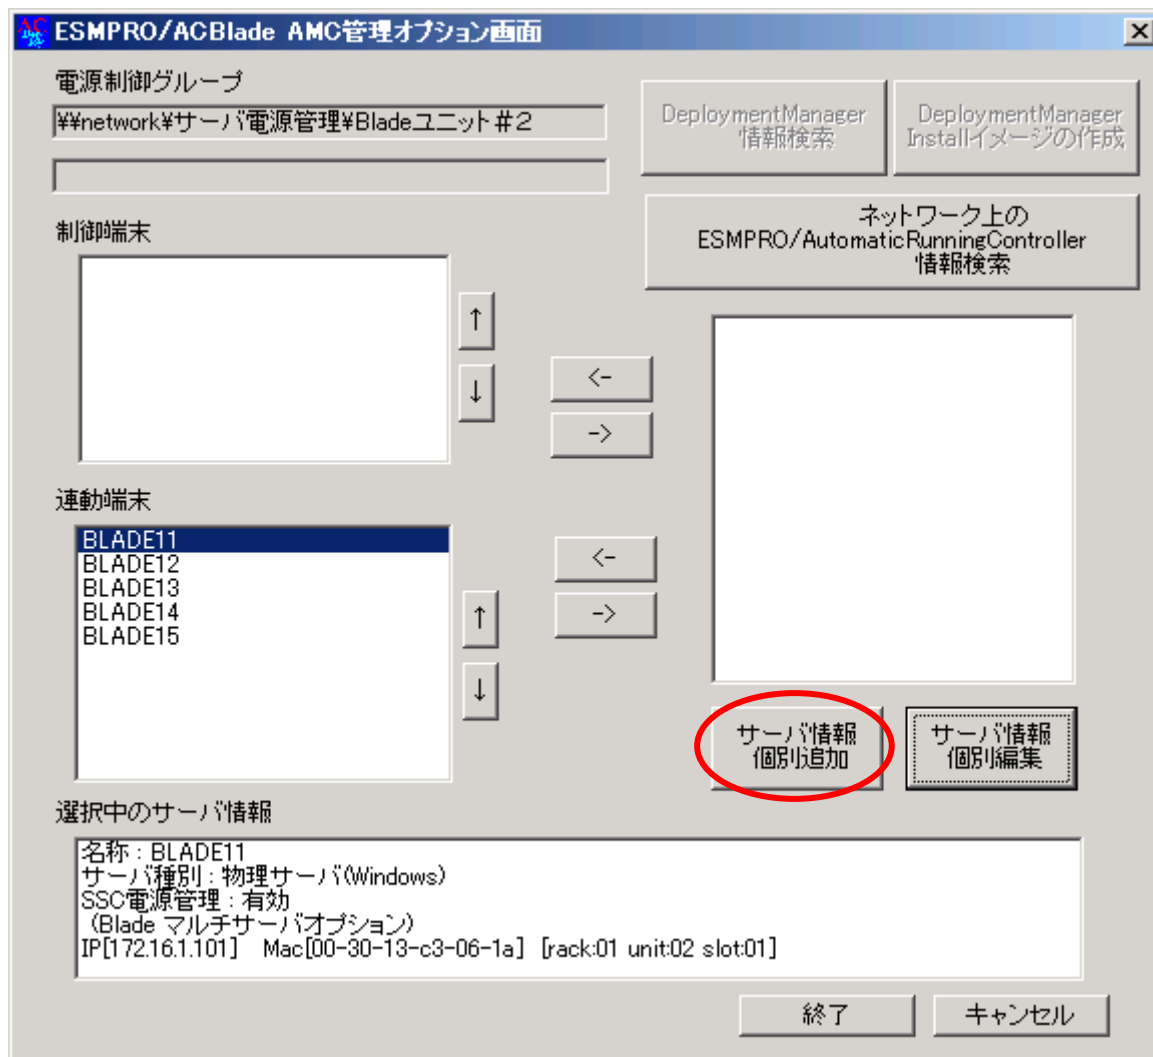 ESMPRO/ACBlade AMC管理オプション画面
電源制御グループ
¥¥network¥サーバ電源管理¥Bladeユニット＃２
DeploymentManager
情報検索
DeploymentManager
Installイメージの作成
ネットワーク上の
ESMPRO/AutomaticRunningController
情報検索
制御端末
↑
↓
<-
->
連動端末
BLADE11
BLADE12
BLADE13
BLADE14
BLADE15
↑
↓
<-
->
サーバ情報
個別追加
サーバ情報
個別編集
選択中のサーバ情報
名称：BLADE11
サーバ種別：物理サーバ(Windows)
SSC電源管理：有効
（Blade マルチサーバオプション）
IP[172.16.1.101] Mac[00-30-13-c3-06-1a] [rack:01 unit:02 slot:01]
終了
キャンセル